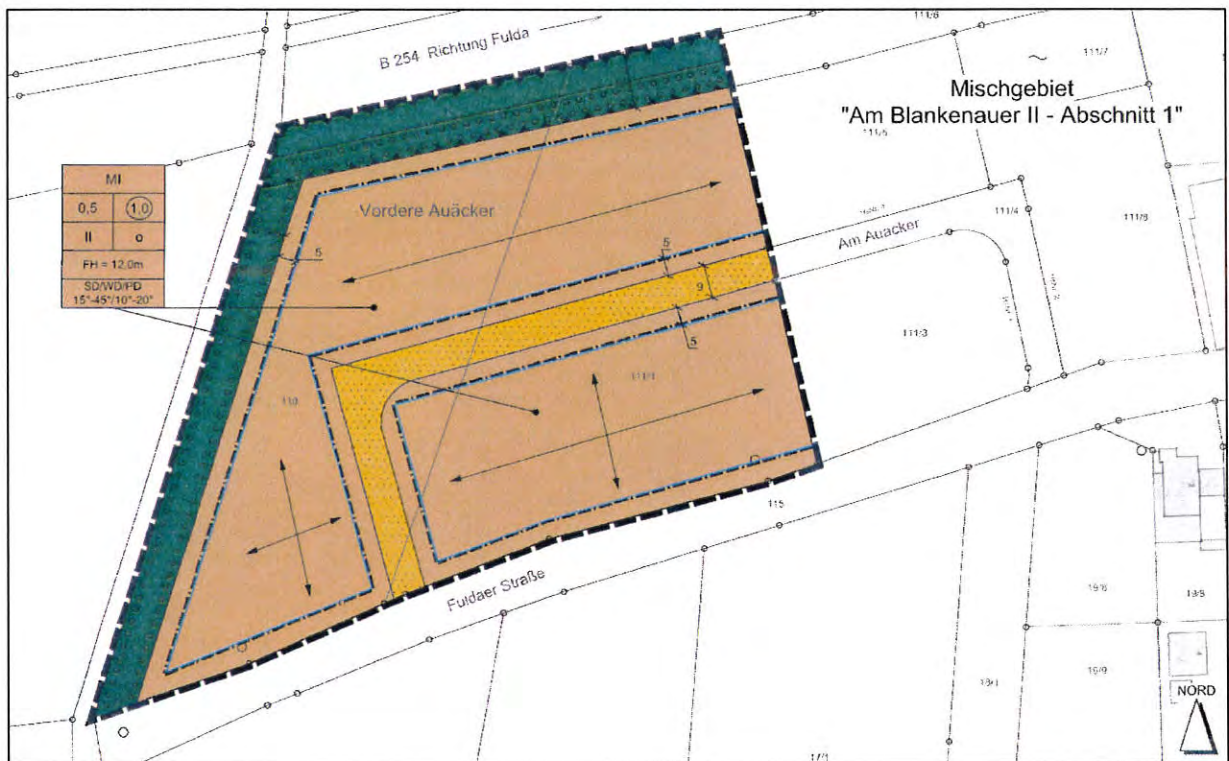 B 254 Richtung Fulda
111/8
111/7
Mischgebiet
"Am Blankenauer II - Abschnitt 1"
MI
0,5
1,0
II
o
FH = 12,0m
SD/WD/PD
15°-45°/10°-20°
Vordere Auäcker
5
5
9
5
Am Auacker
111/4
111/3
110
115
Fuldaer Straße
17/1
NORD